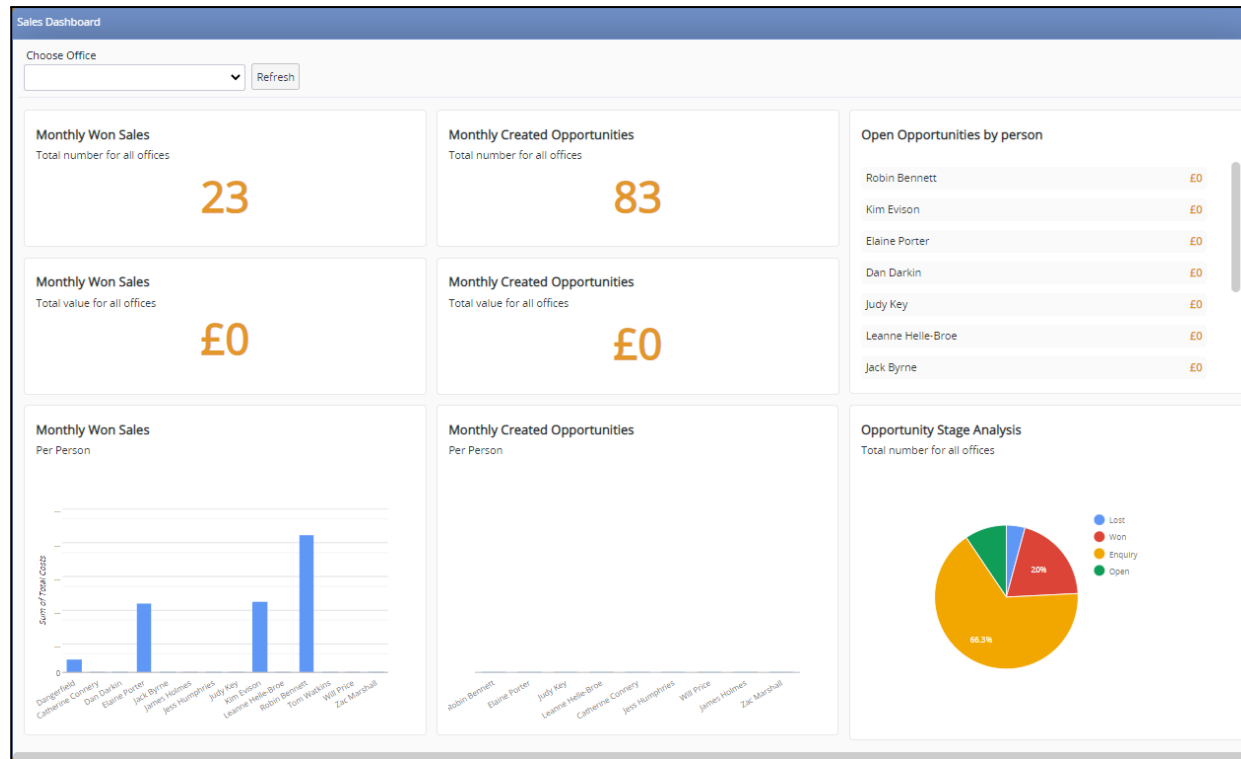 Sales Dashboard
Choose Office
Refresh
Monthly Won Sales
Total number for all offices
23
Monthly Created Opportunities
Total number for all offices
83
Open Opportunities by person
Robin Bennett £0
Kim Evison £0
Elaine Porter £0
Dan Darkin £0
Judy Key £0
Leanne Helle-Broe £0
Jack Byrne £0
Monthly Won Sales
Total value for all offices
£0
Monthly Created Opportunities
Total value for all offices
£0
Monthly Won Sales
Per Person
Sum of Total Costs
0
Dangerfield
Catherine Connery
Dan Darkin
Elaine Porter
Jack Byrne
James Holmes
Jess Humphries
Judy Key
Kim Evison
Leanne Helle-Broe
Robin Bennett
Tom Watkins
Will Price
Zac Marshall
Monthly Created Opportunities
Per Person
Robin Bennett
Elaine Porter
Judy Key
Leanne Helle-Broe
Catherine Connery
Jess Humphries
Will Price
James Holmes
Zac Marshall
Opportunity Stage Analysis
Total number for all offices
Lost
Won
Enquiry
Open
20%
66.3%